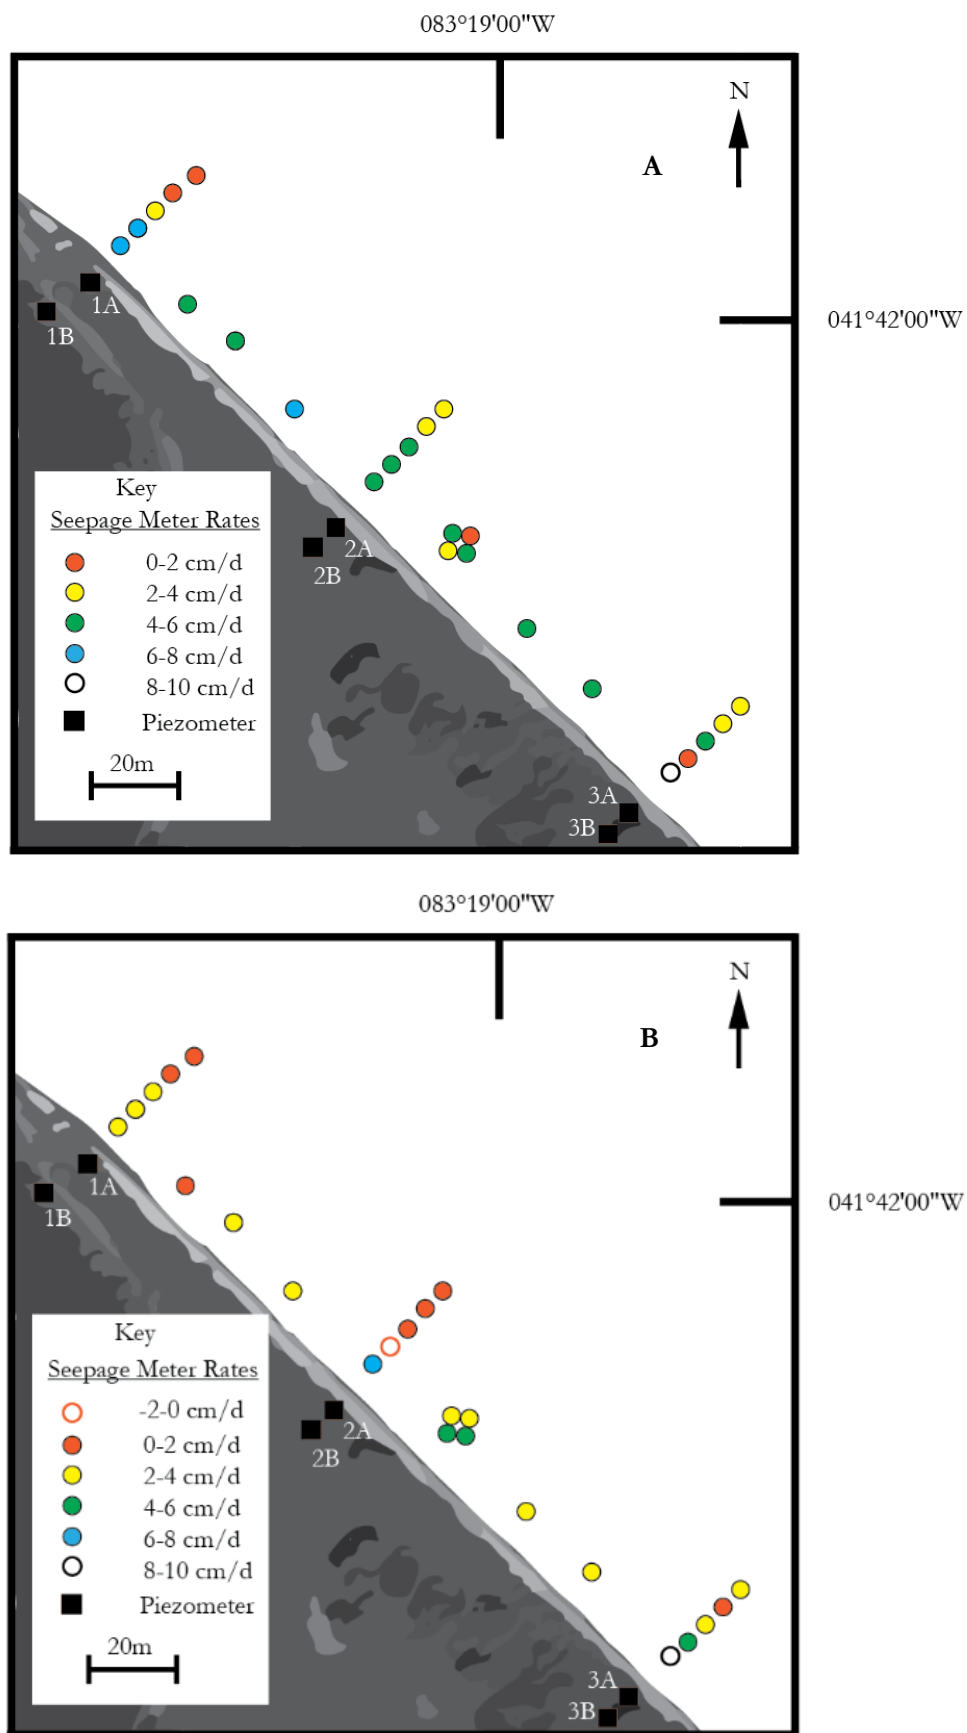 083°19'00"W
N
A
1A
1B
041°42'00"W
Key
Seepage Meter Rates
0-2 cm/d
2-4 cm/d
4-6 cm/d
6-8 cm/d
8-10 cm/d
Piezometer
20m
2A
2B
3A
3B
083°19'00"W
N
B
1A
1B
041°42'00"W
Key
Seepage Meter Rates
-2-0 cm/d
0-2 cm/d
2-4 cm/d
4-6 cm/d
6-8 cm/d
8-10 cm/d
Piezometer
20m
2A
2B
3A
3B